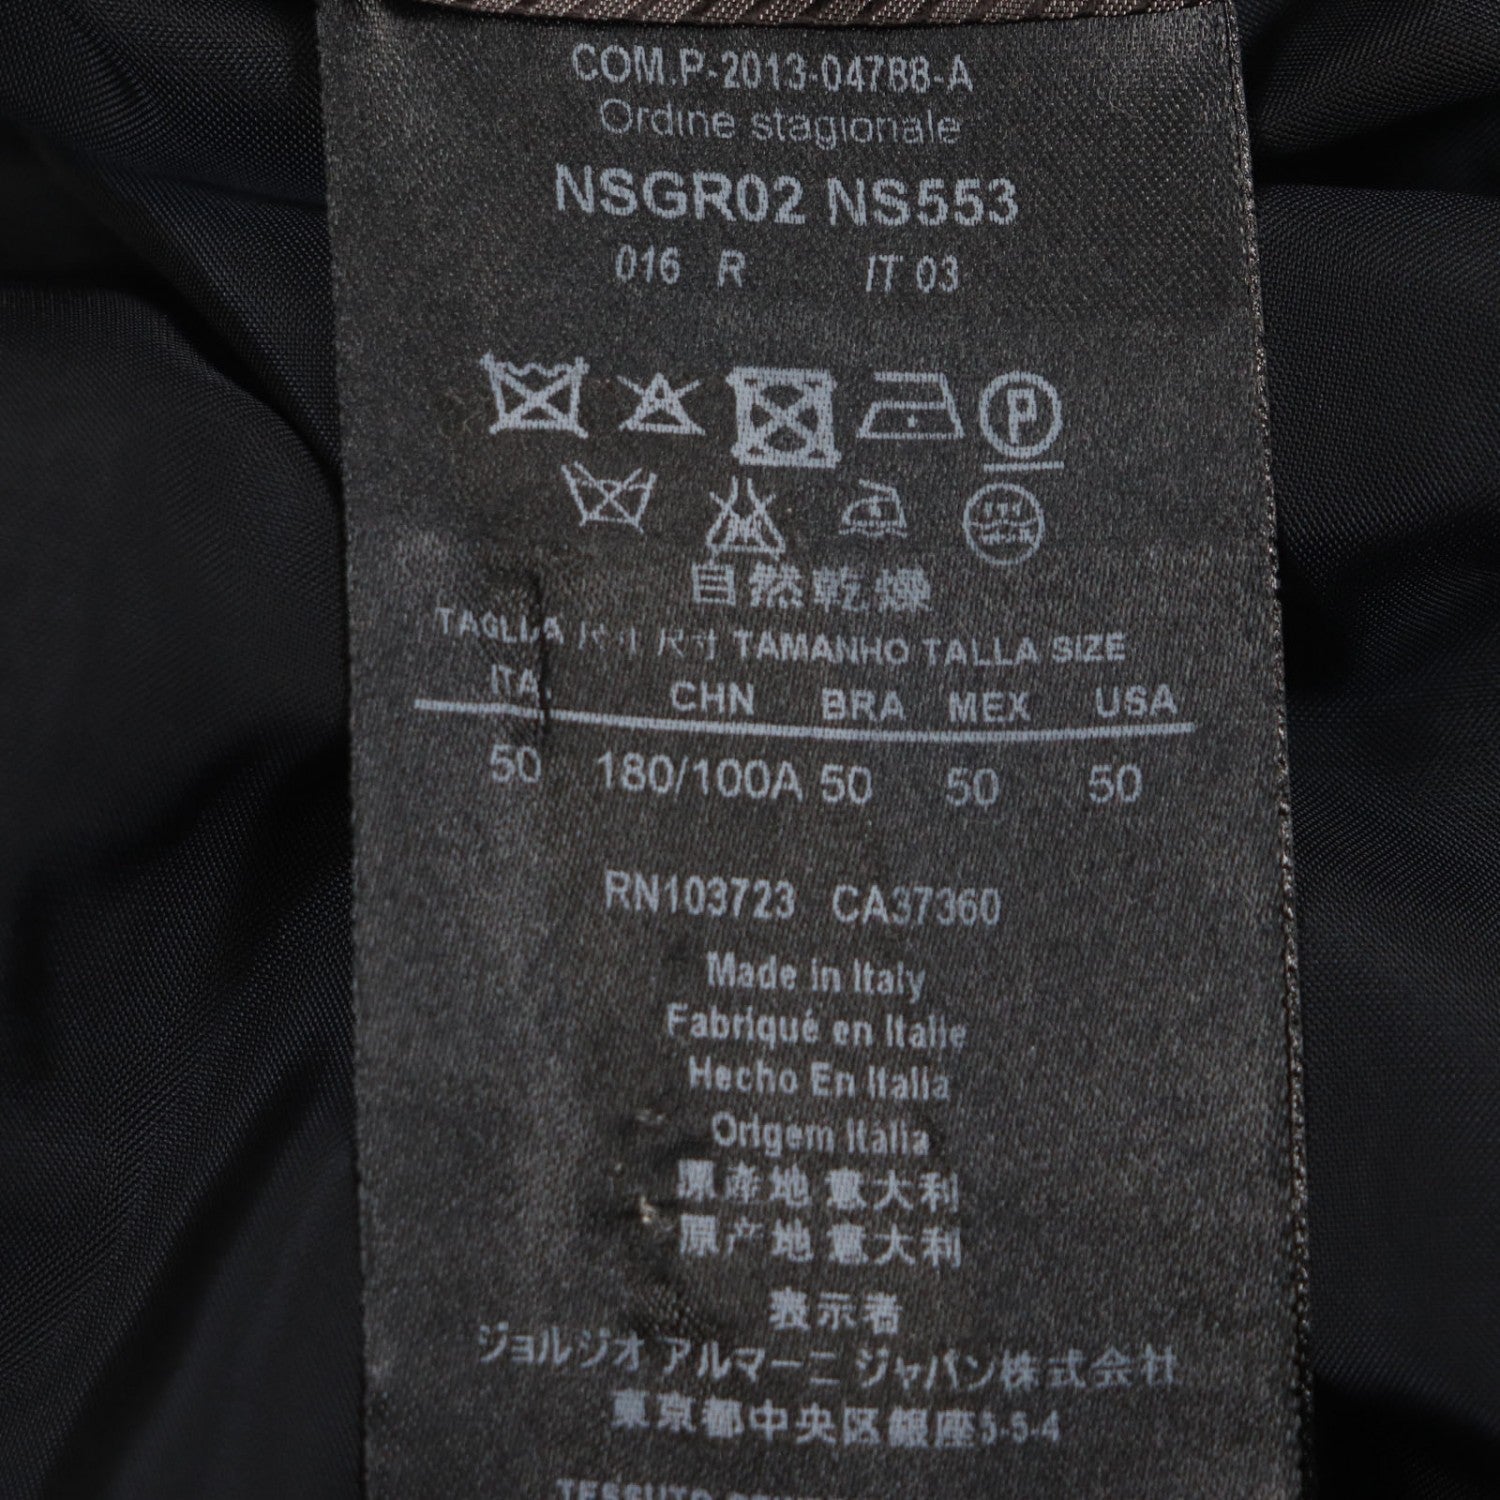 COM.P-2013-04788-A
Ordine stagionale
NSGR02 NS553
016 R IT 03
P
自然乾燥
TAGLIA 尺寸 尺寸 TAMANHO TALLA SIZE
ITA. CHN BRA MEX USA
50 180/100A 50 50 50
RN103723 CA37360
Made in Italy
Fabriqué en Italie
Hecho En Italia
Origem Itália
原産地 意大利
原产地 意大利
表示者
ジョルジオ アルマーニ ジャパン株式会社
東京都中央区銀座5-5-4
TESSUTO